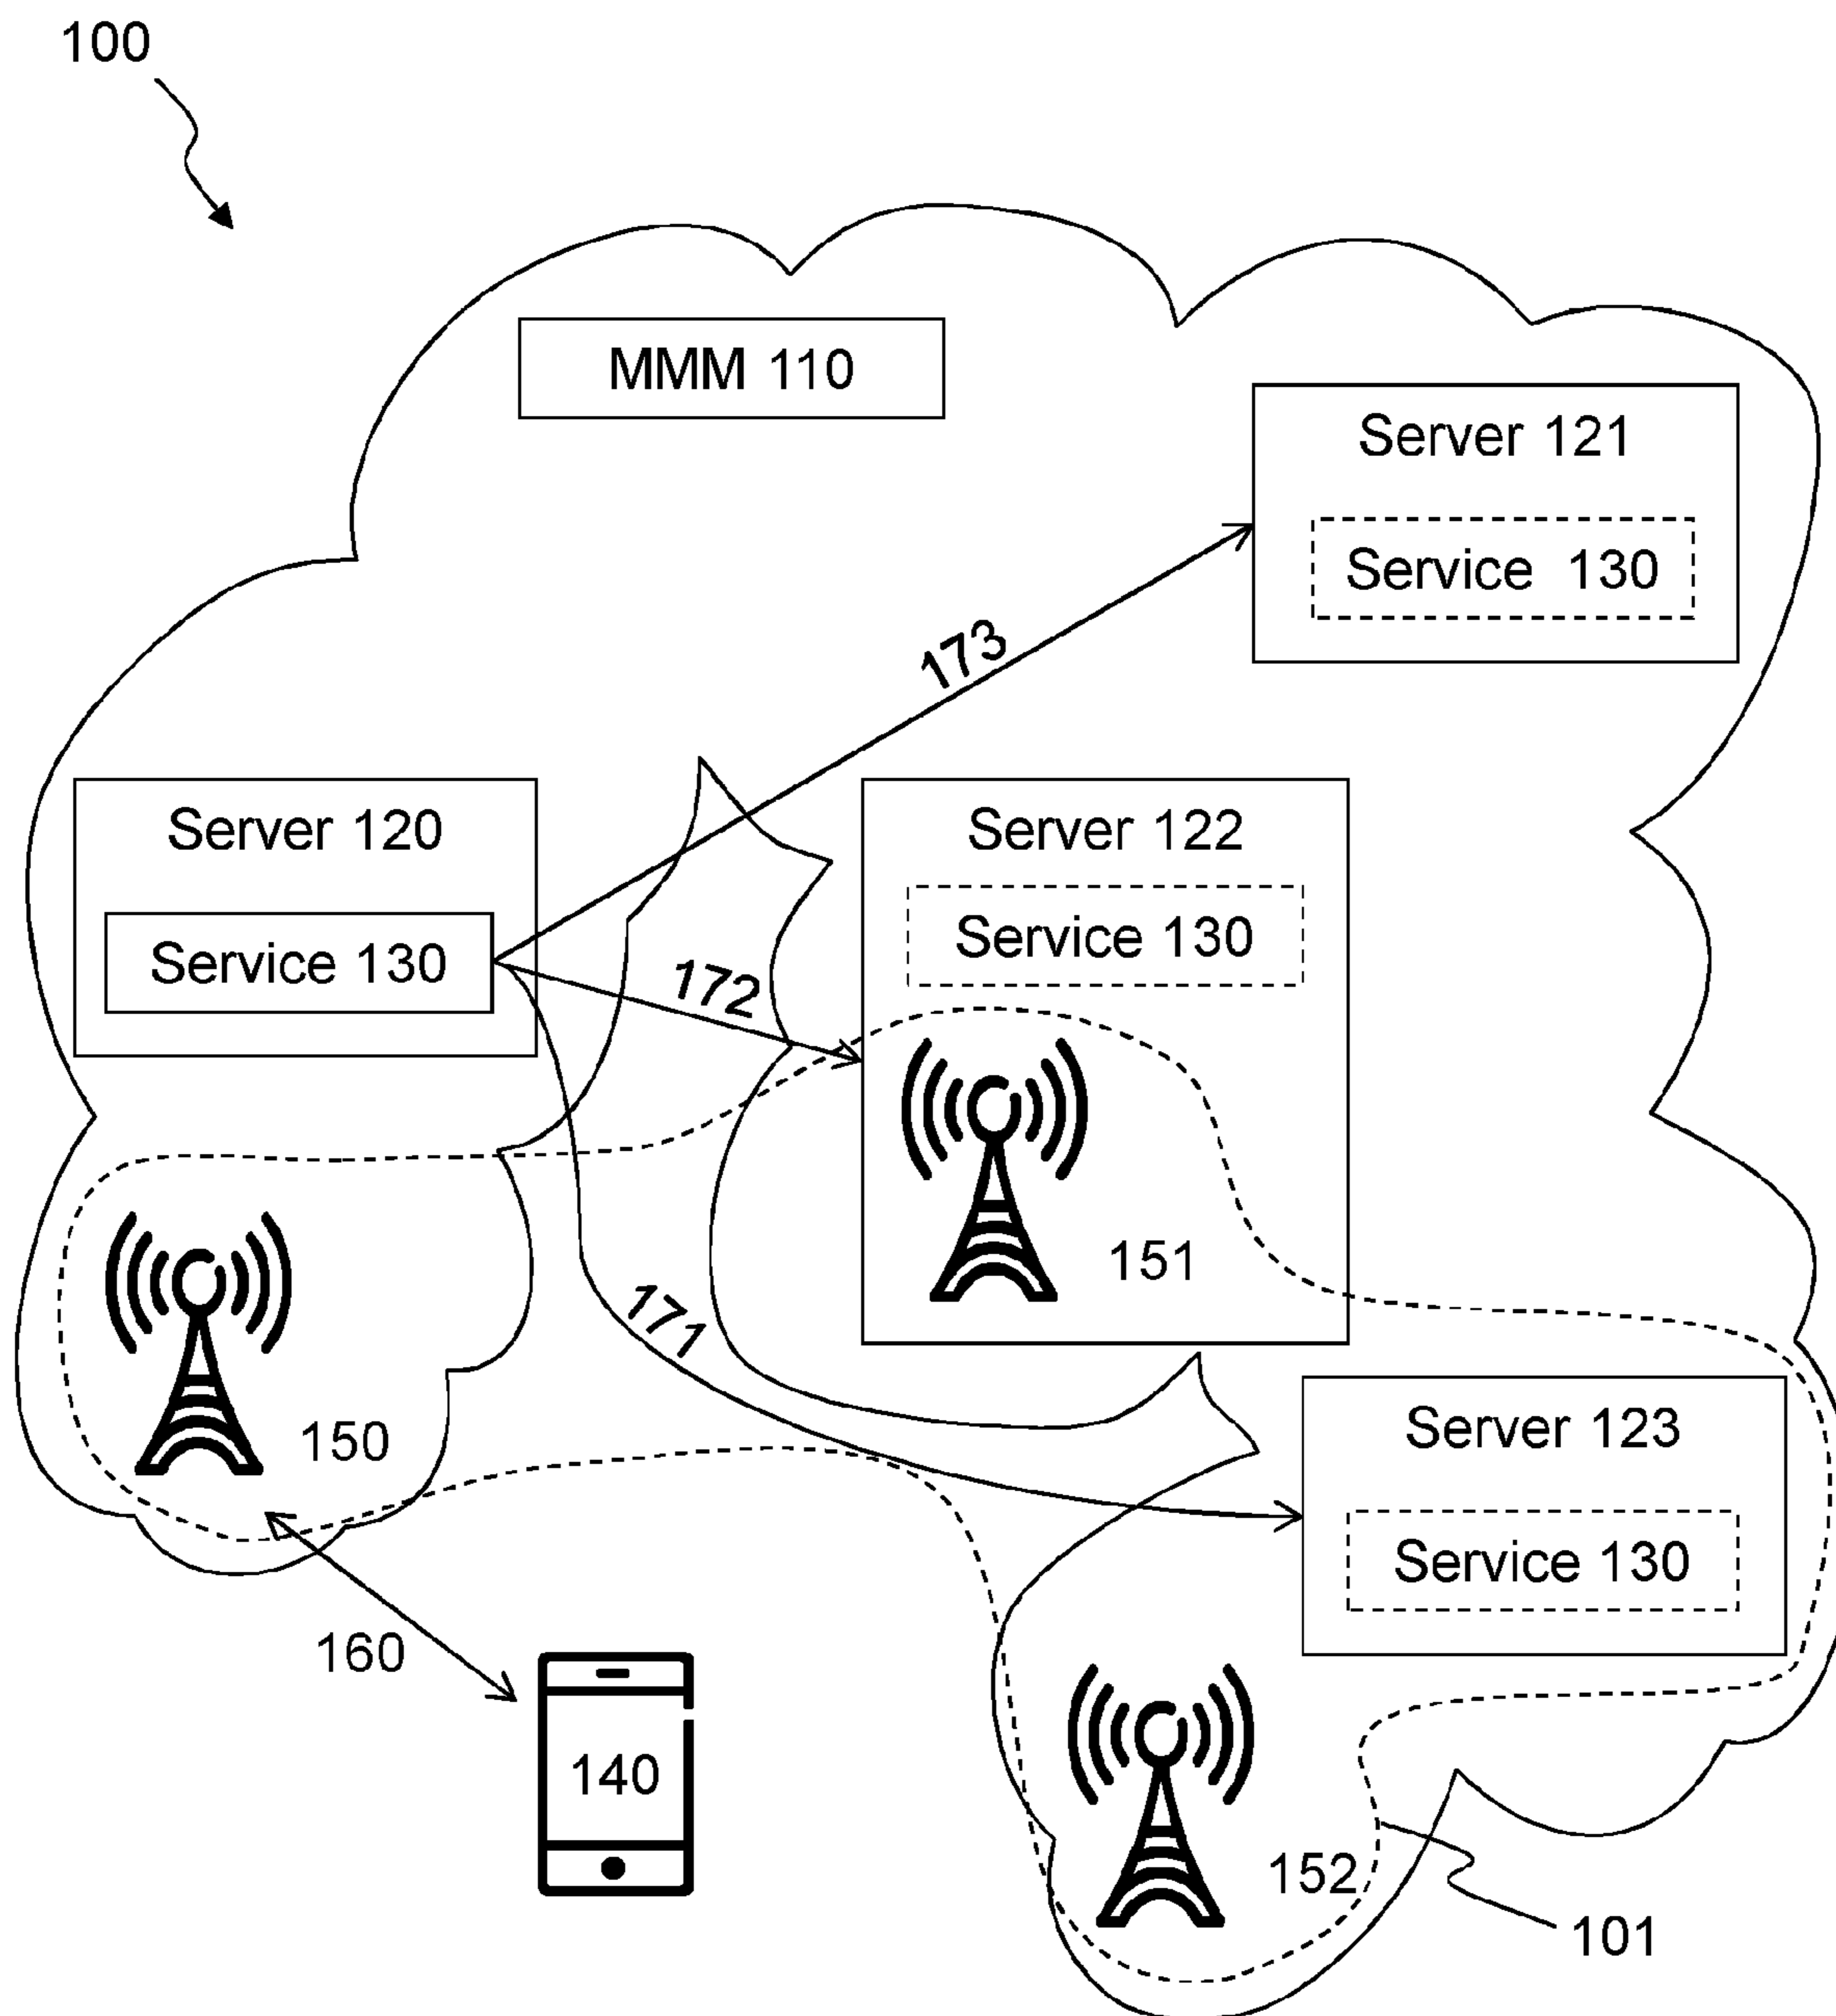 100
MMM 110
Server 121
Service 130
173
Server 120
Service 130
Server 122
Service 130
172
151
171
150
Server 123
Service 130
160
140
152
101